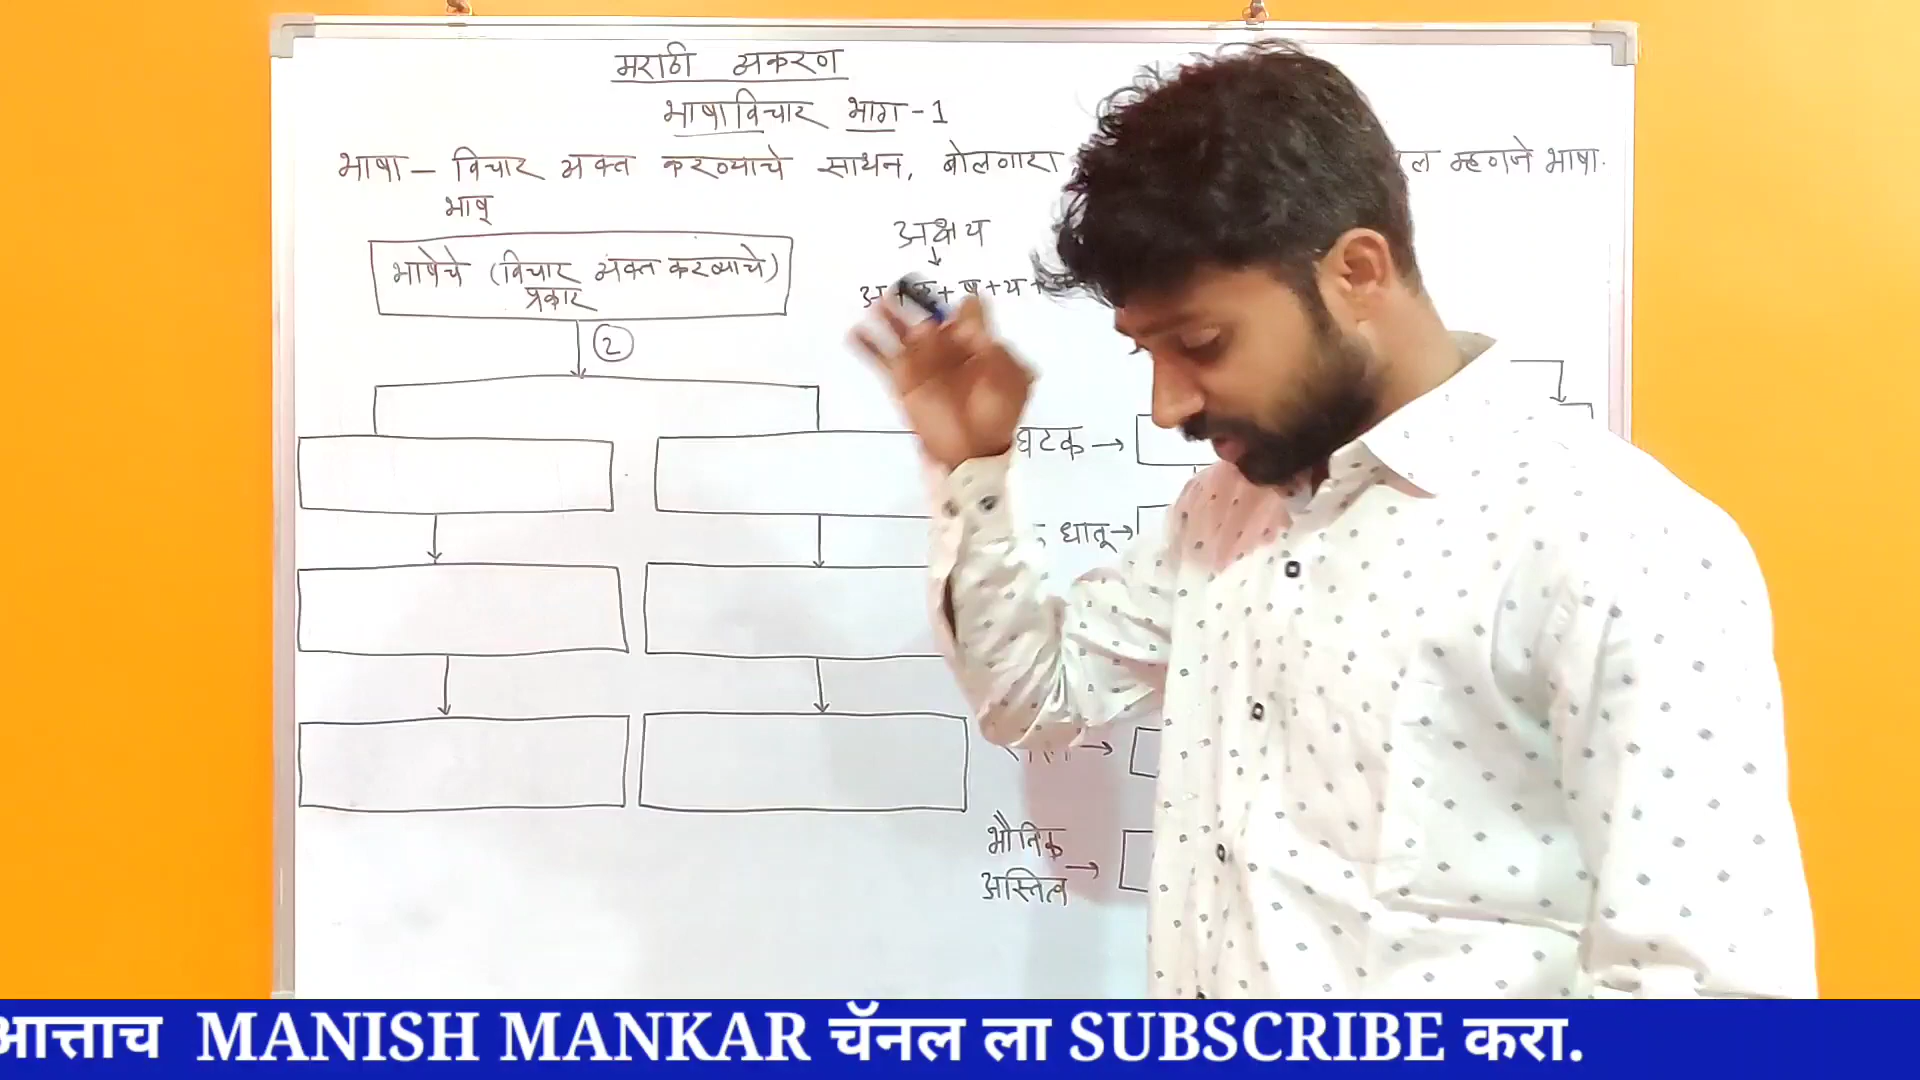 मराठी व्याकरण
भाषाविचार भाग - 1
भाषा – विचार व्यक्त करण्याचे साधन, बोलणारा ल म्हणजे भाषा.
भाष्
अक्षय
भाषेचे (विचार व्यक्त करण्याचे)
प्रकार
अ + क् + ष् + य +
2
घटक →
; धातू →
भौतिक
अस्तित्व →
आत्ताच MANISH MANKAR चॅनल ला SUBSCRIBE करा.